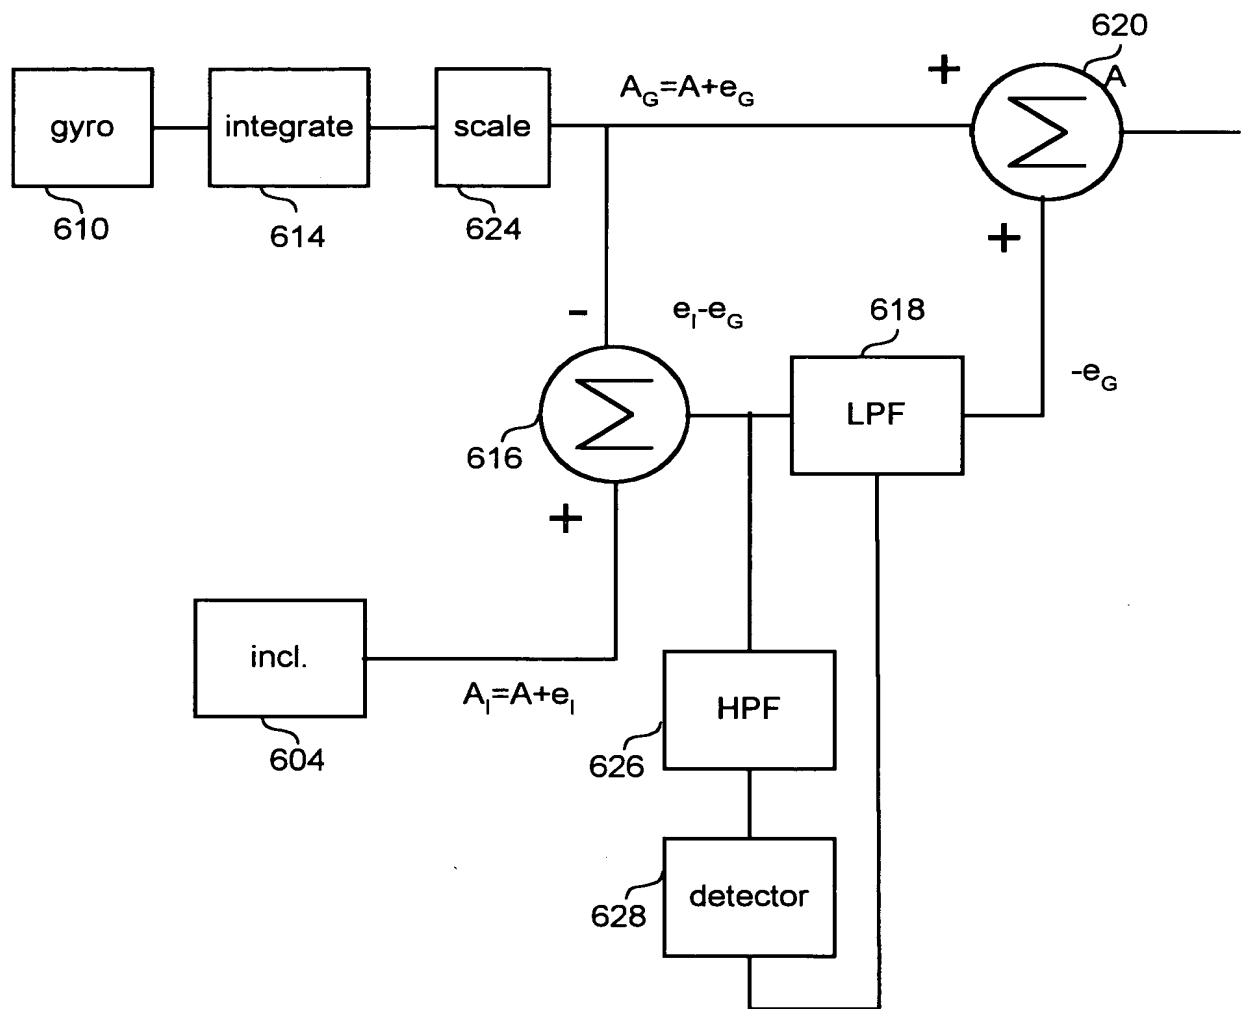 620
A
+
A_G=A+e_G
gyro
integrate
scale
Σ
610
614
624
+
-
e_I-e_G
618
-e_G
LPF
Σ
616
+
incl.
A_I=A+e_I
HPF
604
626
detector
628